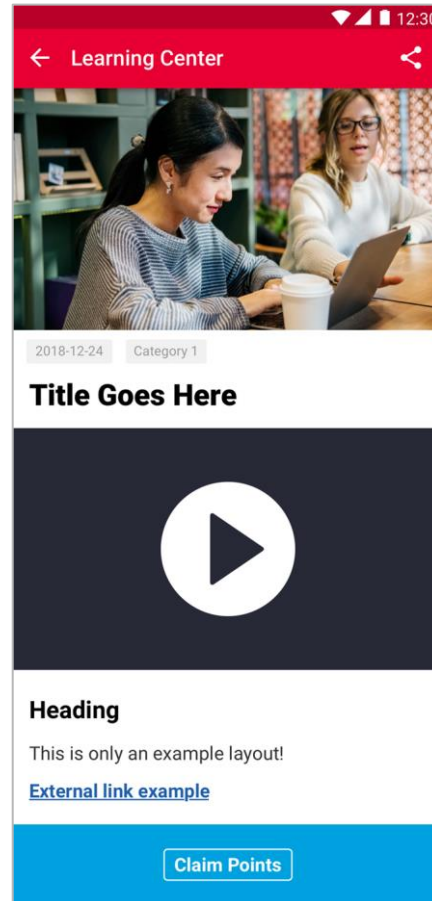 12:30
Learning Center
2018-12-24 Category 1
Title Goes Here
Heading
This is only an example layout!
External link example
Claim Points